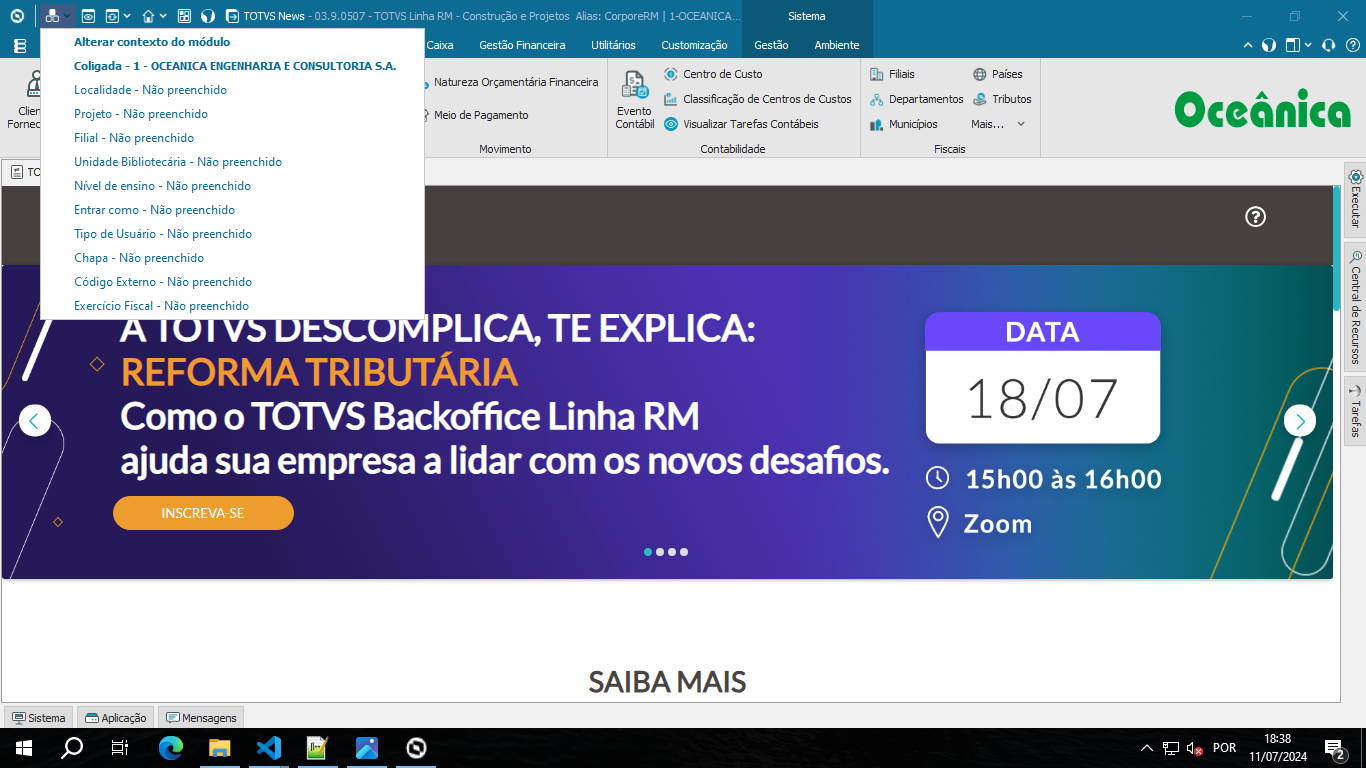 TOTVS News - 03.9.0507 - TOTVS Linha RM - Construção e Projetos Alias: CorporeRM | 1-OCEANICA...
Sistema
Caixa
Gestão Financeira
Utilitários
Customização
Gestão
Ambiente
Alterar contexto do módulo
Coligada - 1 - OCEANICA ENGENHARIA E CONSULTORIA S.A.
Localidade - Não preenchido
Projeto - Não preenchido
Filial - Não preenchido
Unidade Bibliotecária - Não preenchido
Nível de ensino - Não preenchido
Entrar como - Não preenchido
Tipo de Usuário - Não preenchido
Chapa - Não preenchido
Código Externo - Não preenchido
Exercício Fiscal - Não preenchido
Natureza Orçamentária Financeira
Meio de Pagamento
Movimento
Evento
Contábil
Centro de Custo
Classificação de Centros de Custos
Visualizar Tarefas Contábeis
Contabilidade
Filiais
Departamentos
Municípios
Países
Tributos
Mais...
Fiscais
Oceânica
Executar
Central de Recursos
Tarefas
A TOTVS DESCOMPLICA, TE EXPLICA:
REFORMA TRIBUTÁRIA
Como o TOTVS Backoffice Linha RM
ajuda sua empresa a lidar com os novos desafios.
INSCREVA-SE
DATA
18/07
15h00 às 16h00
Zoom
SAIBA MAIS
Sistema
Aplicação
Mensagens
POR
18:38
11/07/2024
2